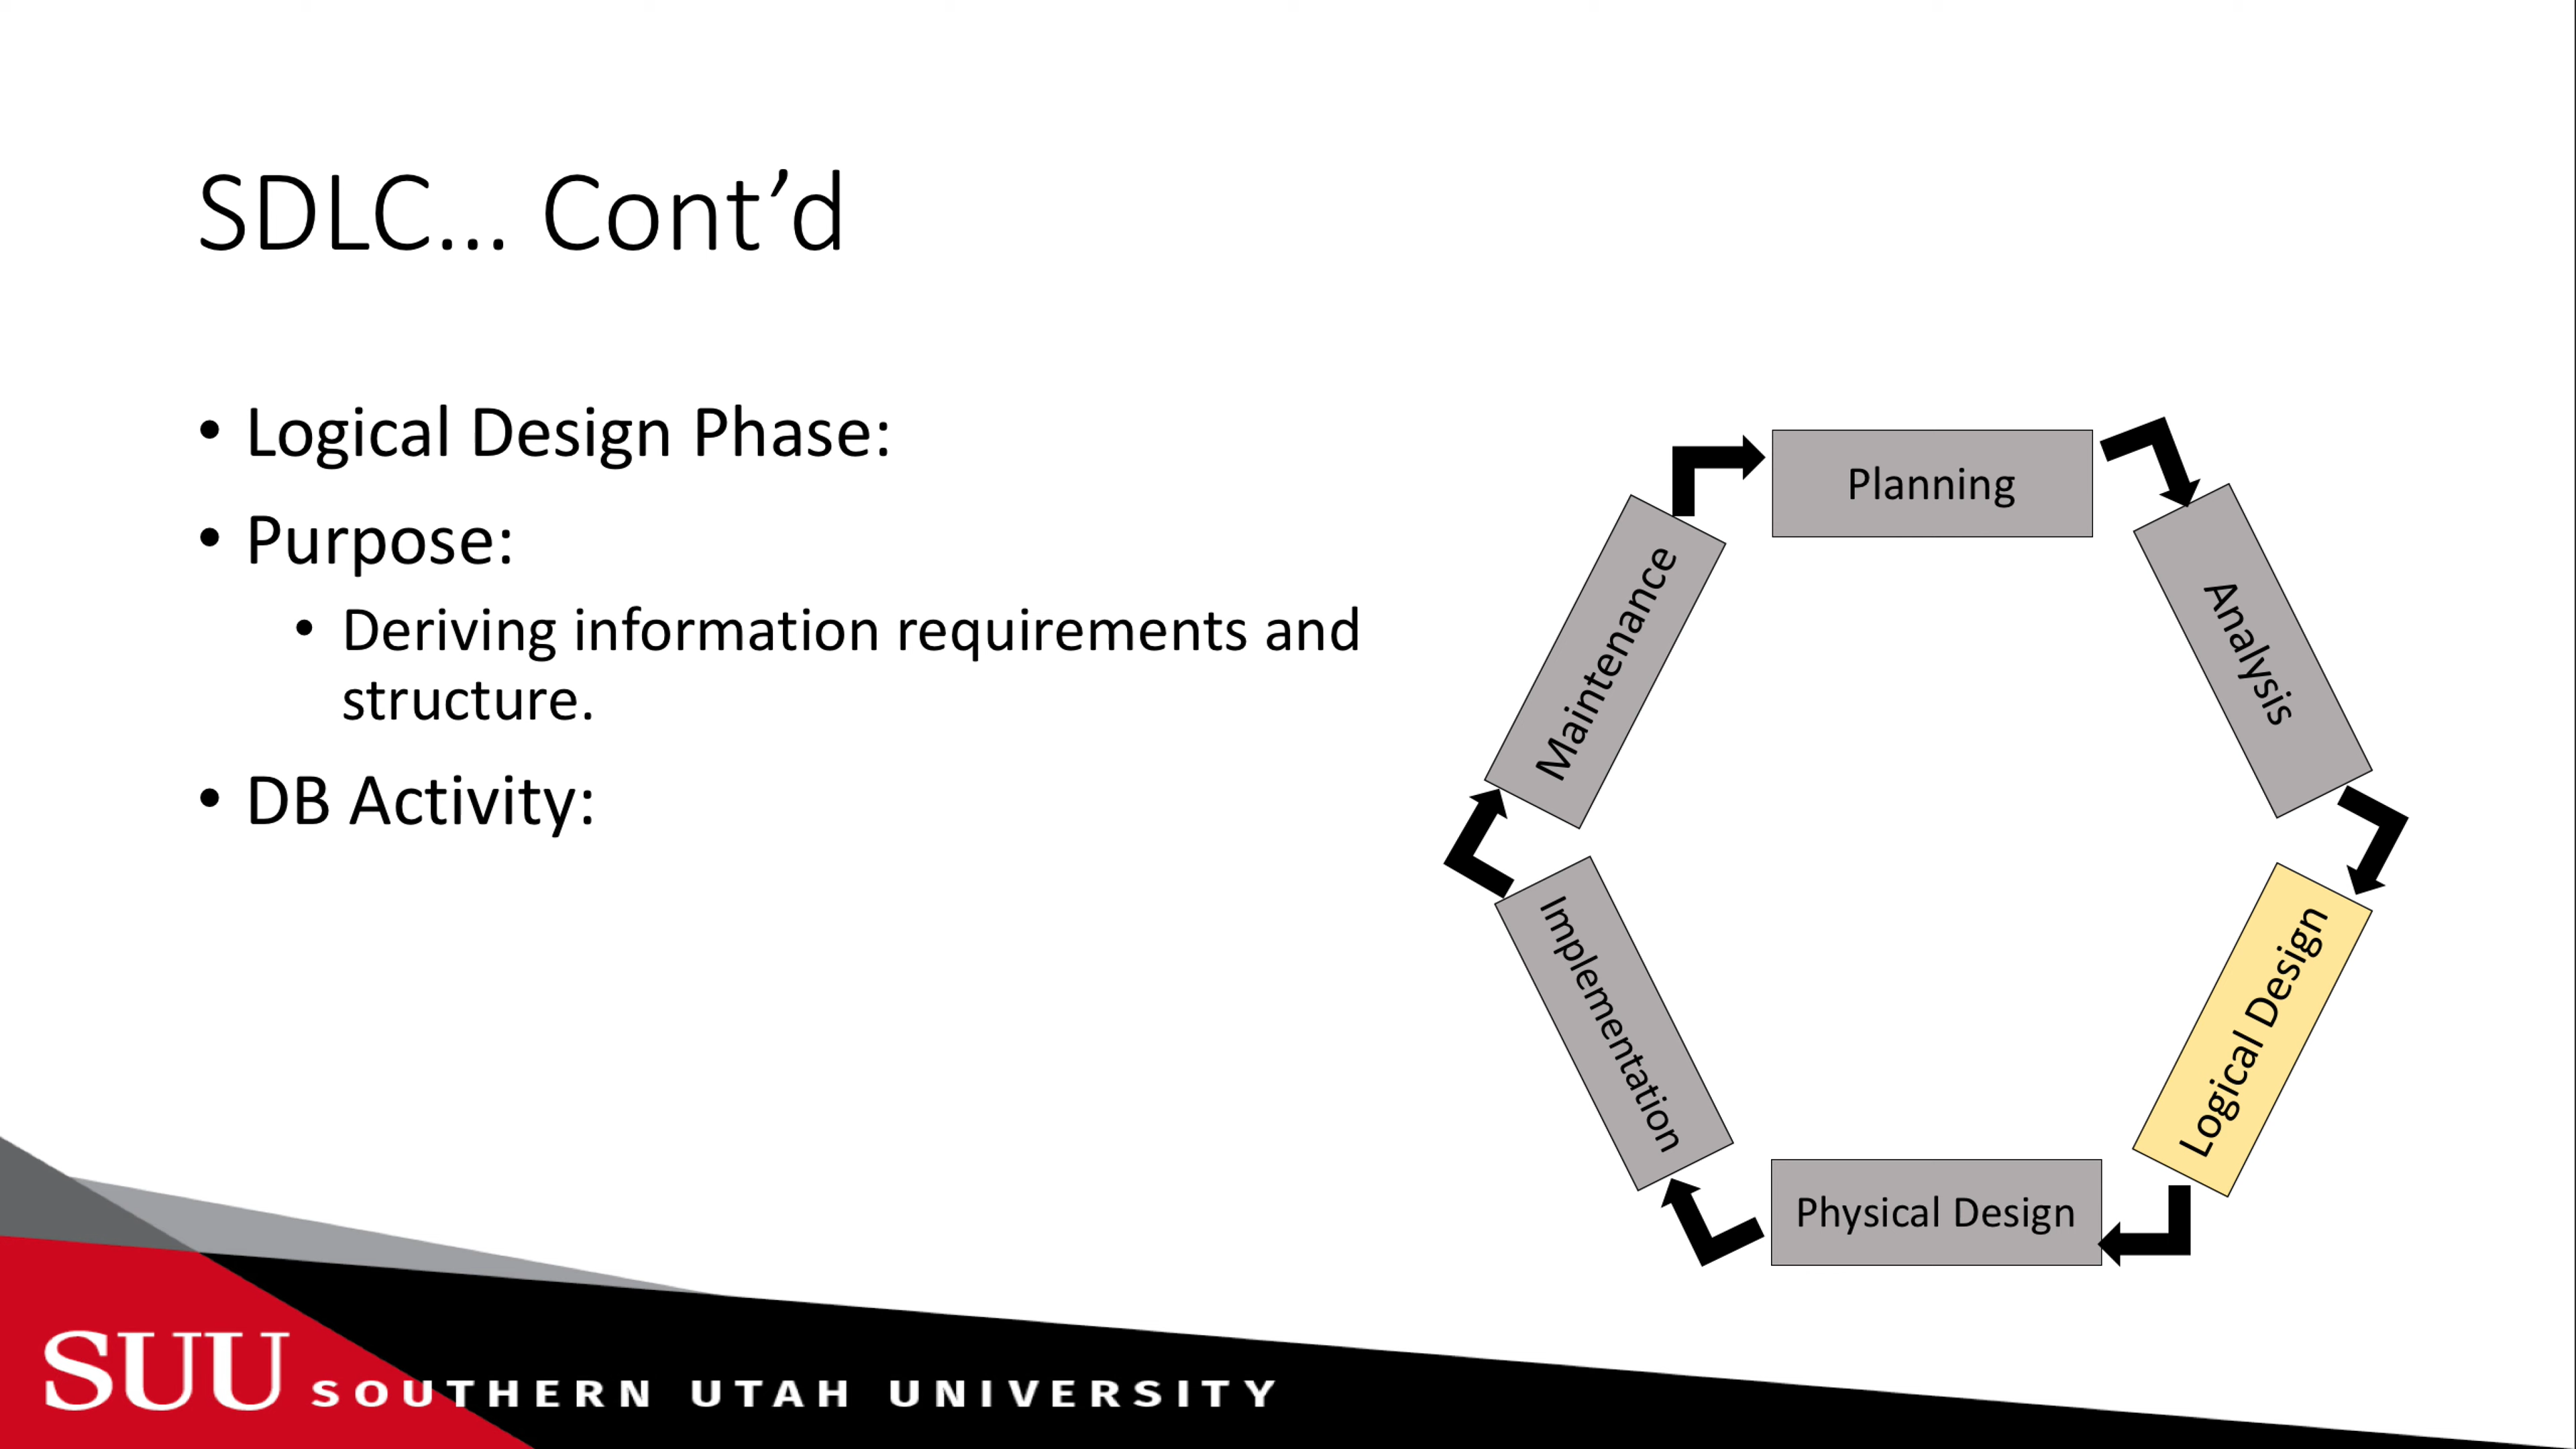 SDLC… Cont’d
• Logical Design Phase:
• Purpose:
• Deriving information requirements and
structure.
• DB Activity:
Planning
Analysis
Logical Design
Physical Design
Implementation
Maintenance
SUU SOUTHERN UTAH UNIVERSITY